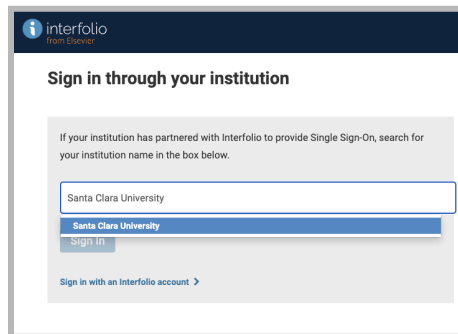 interfolio
from Elsevier
Sign in through your institution
If your institution has partnered with Interfolio to provide Single Sign-On, search for
your institution name in the box below.
Santa Clara University
Santa Clara University
Sign In
Sign in with an Interfolio account